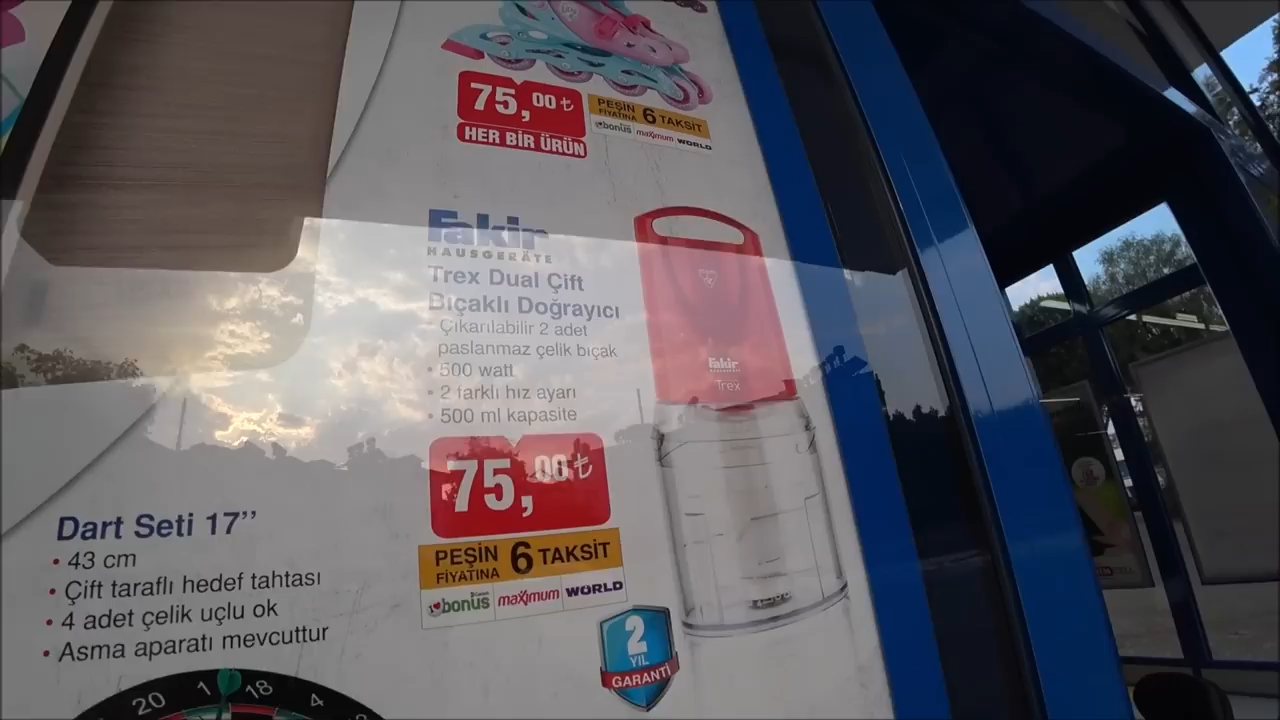 75,00 ₺
HER BİR ÜRÜN
PEŞİN
FİYATINA 6 TAKSİT
bonus maximum WORLD
Fakir
HAUSGERÄTE
Trex Dual Çift
Bıçaklı Doğrayıcı
Çıkarılabilir 2 adet
paslanmaz çelik bıçak
• 500 watt
• 2 farklı hız ayarı
• 500 ml kapasite
75,00 ₺
PEŞİN
FİYATINA 6 TAKSİT
bonus maximum WORLD
Fakir
Trex
2
YIL
GARANTİ
Dart Seti 17’’
• 43 cm
• Çift taraflı hedef tahtası
• 4 adet çelik uçlu ok
• Asma aparatı mevcuttur
20 1 18 4